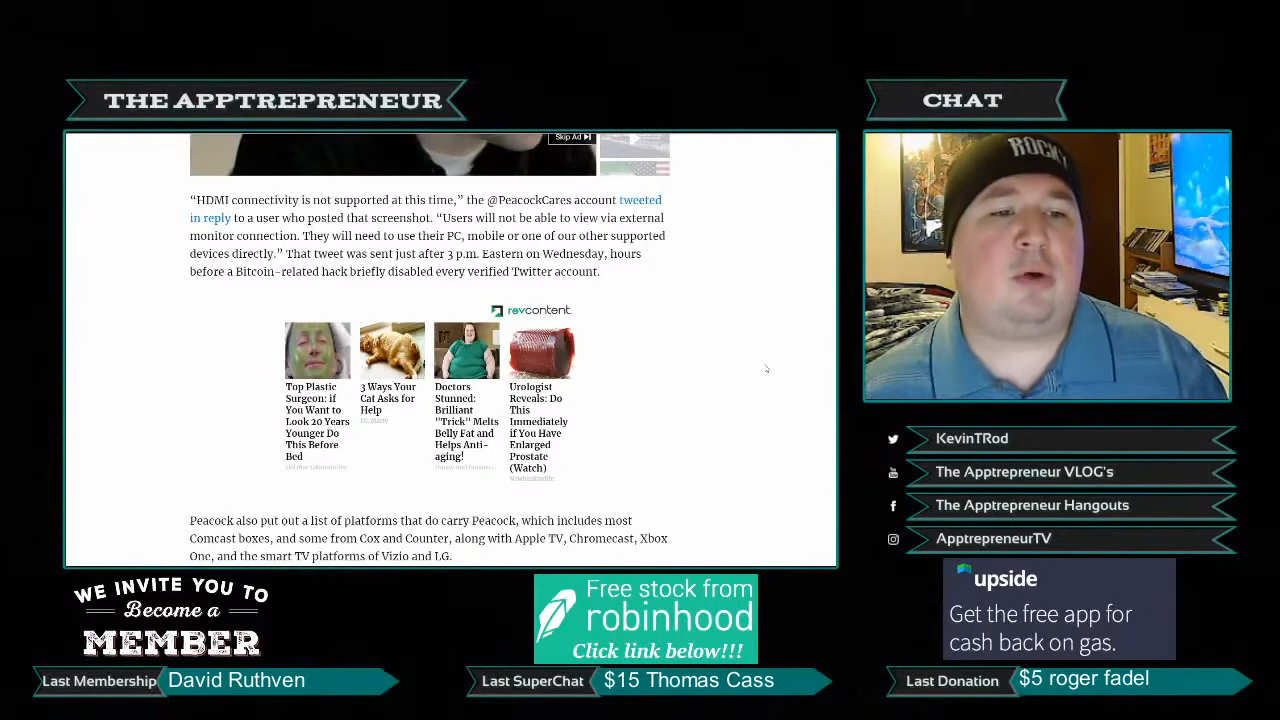 THE APPTREPRENEUR
CHAT
Skip Ad
ROCKY
“HDMI connectivity is not supported at this time,” the @PeacockCares account tweeted
in reply to a user who posted that screenshot. “Users will not be able to view via external
monitor connection. They will need to use their PC, mobile or one of our other supported
devices directly.” That tweet was sent just after 3 p.m. Eastern on Wednesday, hours
before a Bitcoin-related hack briefly disabled every verified Twitter account.
revcontent
Top Plastic
Surgeon: if
You Want to
Look 20 Years
Younger Do
This Before
Bed
3 Ways Your
Cat Asks for
Help
Dr. Marty
Doctors
Stunned:
Brilliant
"Trick" Melts
Belly Fat and
Helps Anti-
aging!
Urologist
Reveals: Do
This
Immediately
if You Have
Enlarged
Prostate
(Watch)
Peacock also put out a list of platforms that do carry Peacock, which includes most
Comcast boxes, and some from Cox and Counter, along with Apple TV, Chromecast, Xbox
One, and the smart TV platforms of Vizio and LG.
KevinTRod
The Apptrepreneur VLOG's
The Apptrepreneur Hangouts
ApptrepreneurTV
WE INVITE YOU TO
Become a
MEMBER
Free stock from
robinhood
Click link below!!!
upside
Get the free app for
cash back on gas.
Last Membership David Ruthven
Last SuperChat $15 Thomas Cass
Last Donation $5 roger fadel